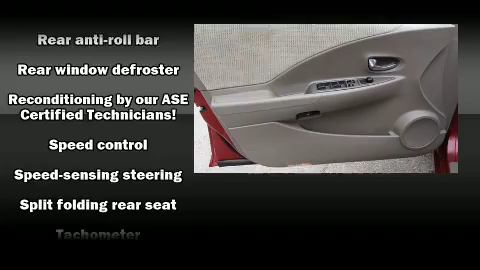 Rear anti-roll bar
Rear window defroster
Reconditioning by our ASE
Certified Technicians!
Speed control
Speed-sensing steering
Split folding rear seat
Tachometer